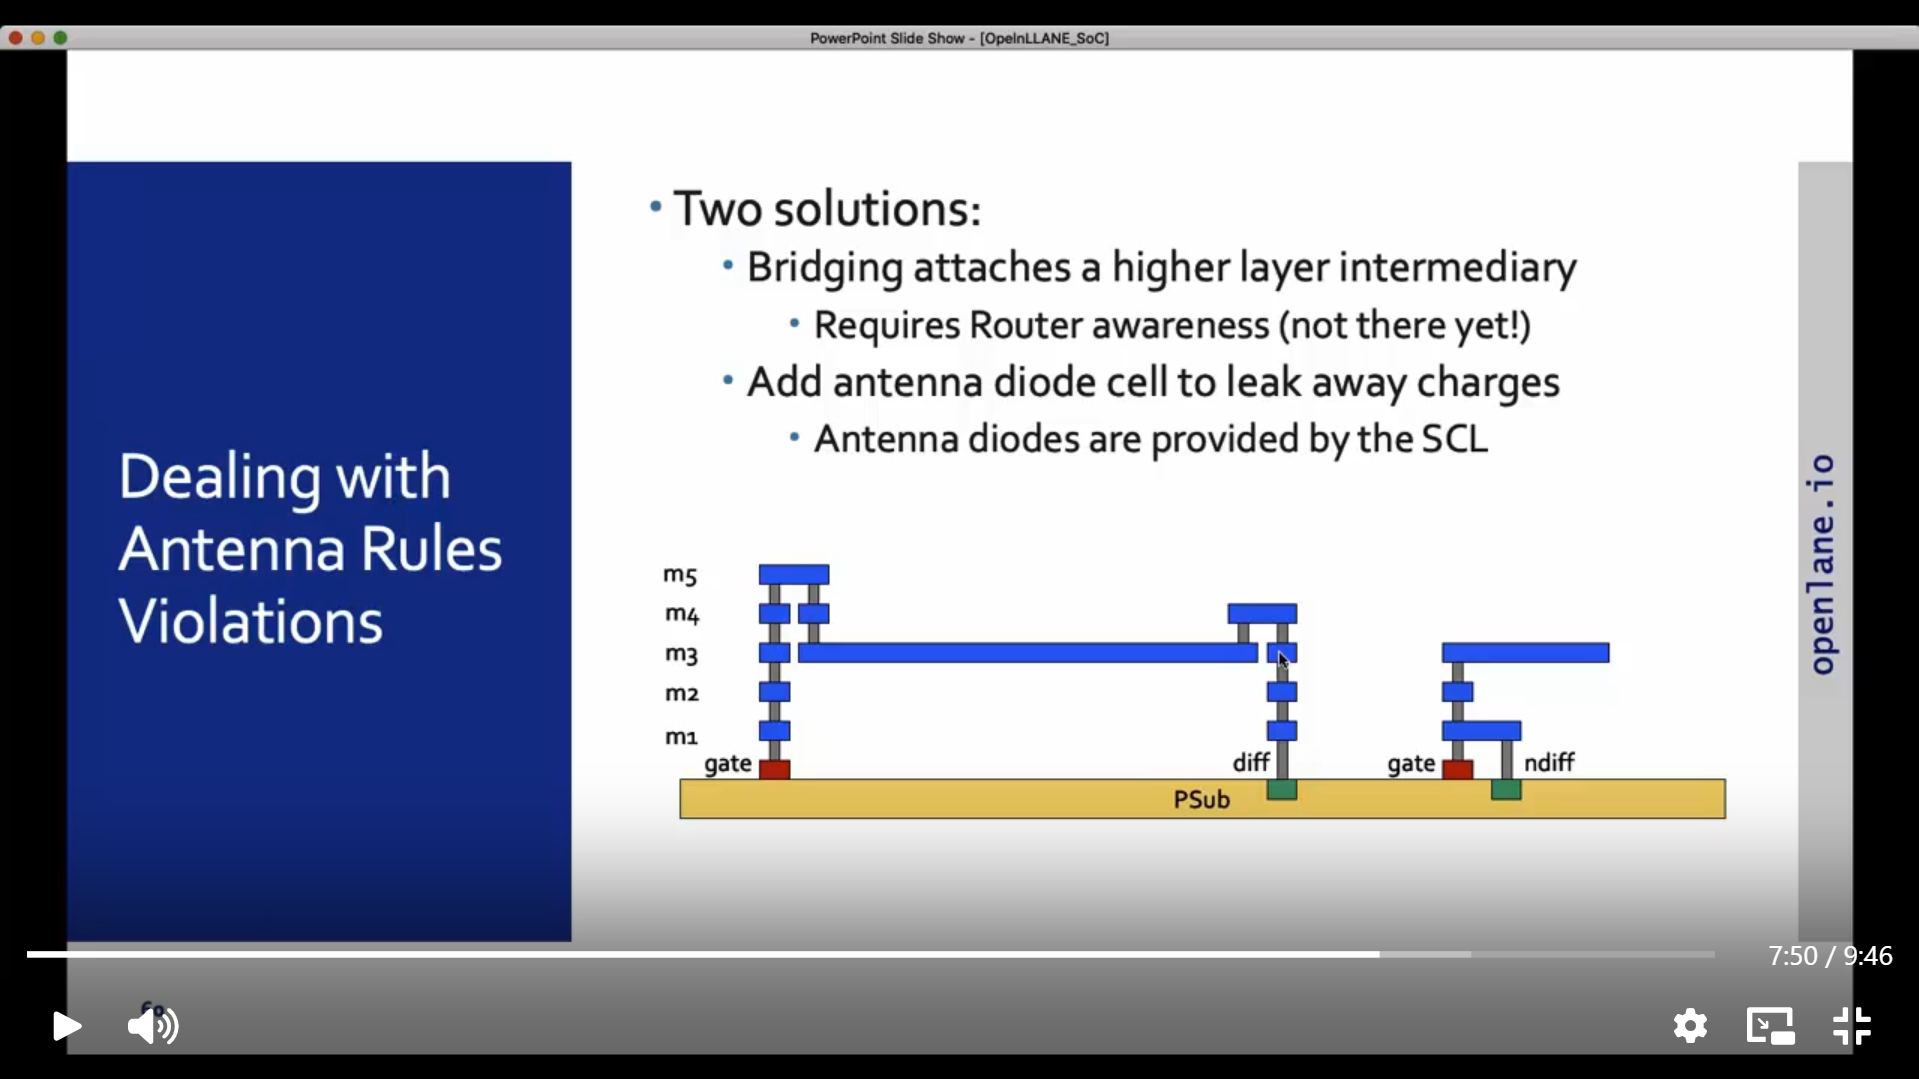 PowerPoint Slide Show - [OpeInLLANE_SoC]
Dealing with
Antenna Rules
Violations
• Two solutions:
• Bridging attaches a higher layer intermediary
• Requires Router awareness (not there yet!)
• Add antenna diode cell to leak away charges
• Antenna diodes are provided by the SCL
m5
m4
m3
m2
m1
gate
diff
gate
ndiff
PSub
openlane.io
7:50 / 9:46